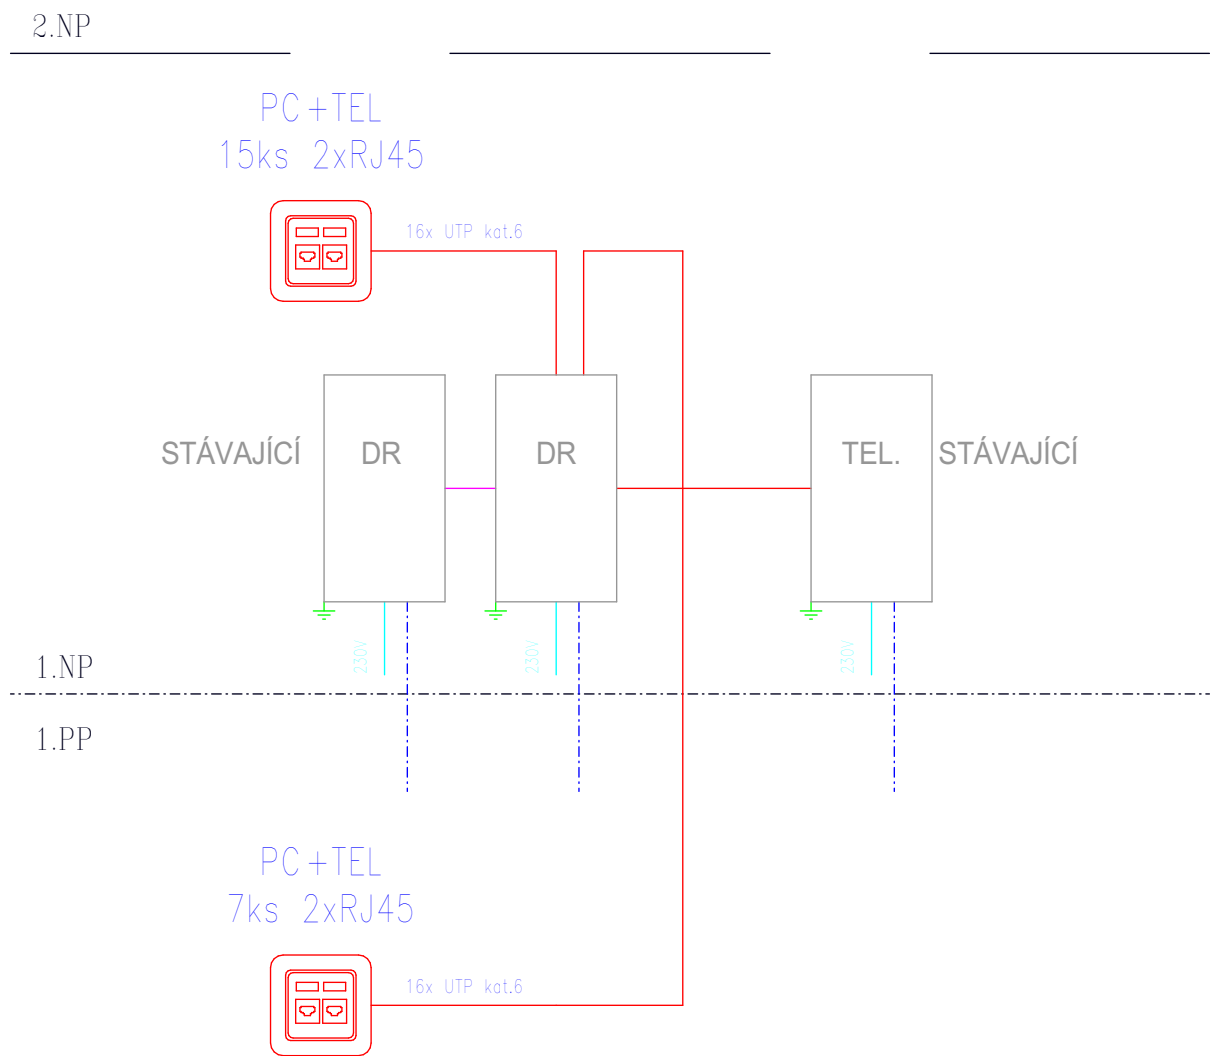 2.NP
PC+TEL
15ks 2xRJ45
16x UTP kat.6
STÁVAJÍCÍ
DR
DR
TEL.
STÁVAJÍCÍ
230V
230V
230V
1.NP
1.PP
PC+TEL
7ks 2xRJ45
16x UTP kat.6